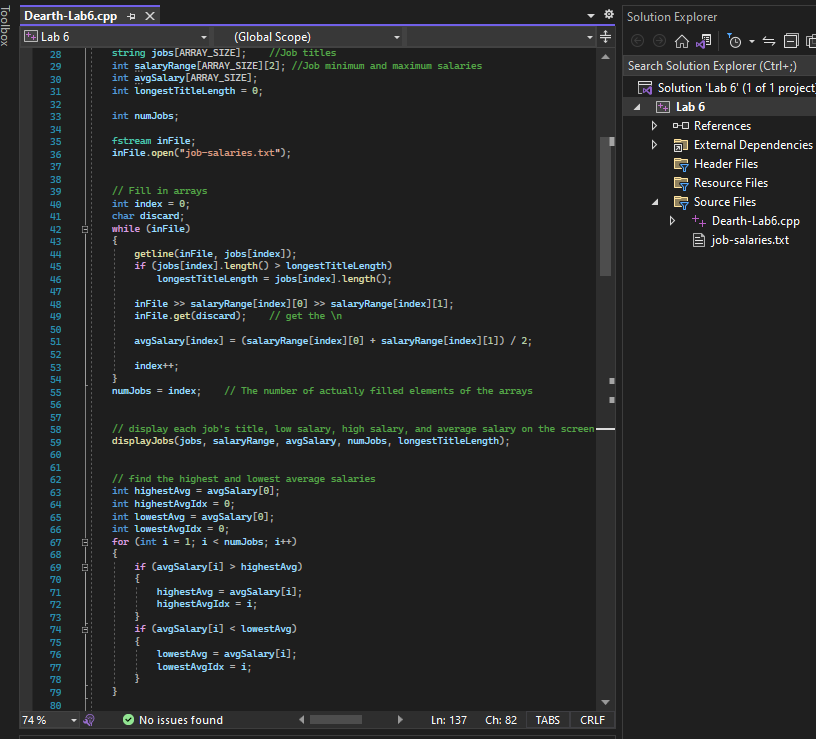 Toolbox
Dearth-Lab6.cpp
Lab 6
(Global Scope)
28 string jobs[ARRAY_SIZE]; //Job titles
29 int salaryRange[ARRAY_SIZE][2]; //Job minimum and maximum salaries
30 int avgSalary[ARRAY_SIZE];
31 int longestTitleLength = 0;
32
33 int numJobs;
34
35 fstream inFile;
36 inFile.open("job-salaries.txt");
37
38
39 // Fill in arrays
40 int index = 0;
41 char discard;
42 while (inFile)
43 {
44 getline(inFile, jobs[index]);
45 if (jobs[index].length() > longestTitleLength)
46 longestTitleLength = jobs[index].length();
47
48 inFile >> salaryRange[index][0] >> salaryRange[index][1];
49 inFile.get(discard); // get the \n
50
51 avgSalary[index] = (salaryRange[index][0] + salaryRange[index][1]) / 2;
52
53 index++;
54 }
55 numJobs = index; // The number of actually filled elements of the arrays
56
57
58 // display each job's title, low salary, high salary, and average salary on the screen
59 displayJobs(jobs, salaryRange, avgSalary, numJobs, longestTitleLength);
60
61
62 // find the highest and lowest average salaries
63 int highestAvg = avgSalary[0];
64 int highestAvgIdx = 0;
65 int lowestAvg = avgSalary[0];
66 int lowestAvgIdx = 0;
67 for (int i = 1; i < numJobs; i++)
68 {
69 if (avgSalary[i] > highestAvg)
70 {
71 highestAvg = avgSalary[i];
72 highestAvgIdx = i;
73 }
74 if (avgSalary[i] < lowestAvg)
75 {
76 lowestAvg = avgSalary[i];
77 lowestAvgIdx = i;
78 }
79 }
80
74 %
No issues found
Ln: 137
Ch: 82
TABS
CRLF
Solution Explorer
Search Solution Explorer (Ctrl+;)
Solution 'Lab 6' (1 of 1 project
Lab 6
References
External Dependencies
Header Files
Resource Files
Source Files
Dearth-Lab6.cpp
job-salaries.txt